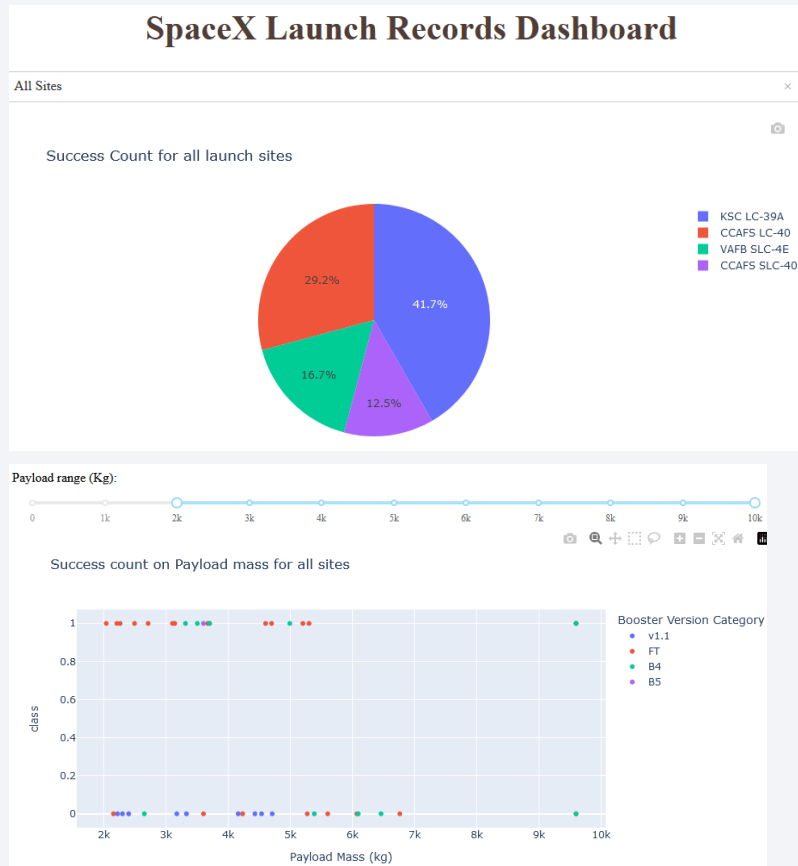 SpaceX Launch Records Dashboard
All Sites ×
Success Count for all launch sites
KSC LC-39A
CCAFS LC-40
VAFB SLC-4E
CCAFS SLC-40
29.2%
41.7%
16.7%
12.5%
Payload range (Kg):
0 1k 2k 3k 4k 5k 6k 7k 8k 9k 10k
Success count on Payload mass for all sites
Booster Version Category
v1.1
FT
B4
B5
1
0.8
0.6
0.4
0.2
0
class
2k 3k 4k 5k 6k 7k 8k 9k 10k
Payload Mass (kg)